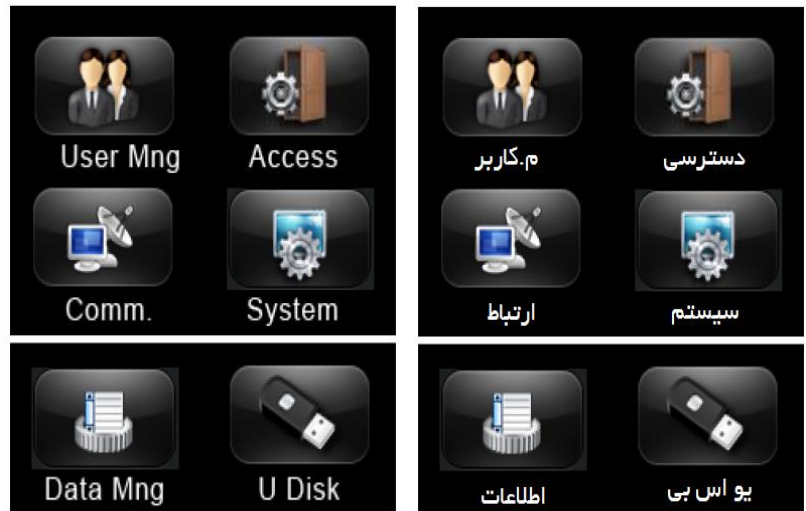 User Mng Access
Comm. System
Data Mng U Disk
م.کاربر دسترسی
ارتباط سیستم
اطلاعات یو اس بی